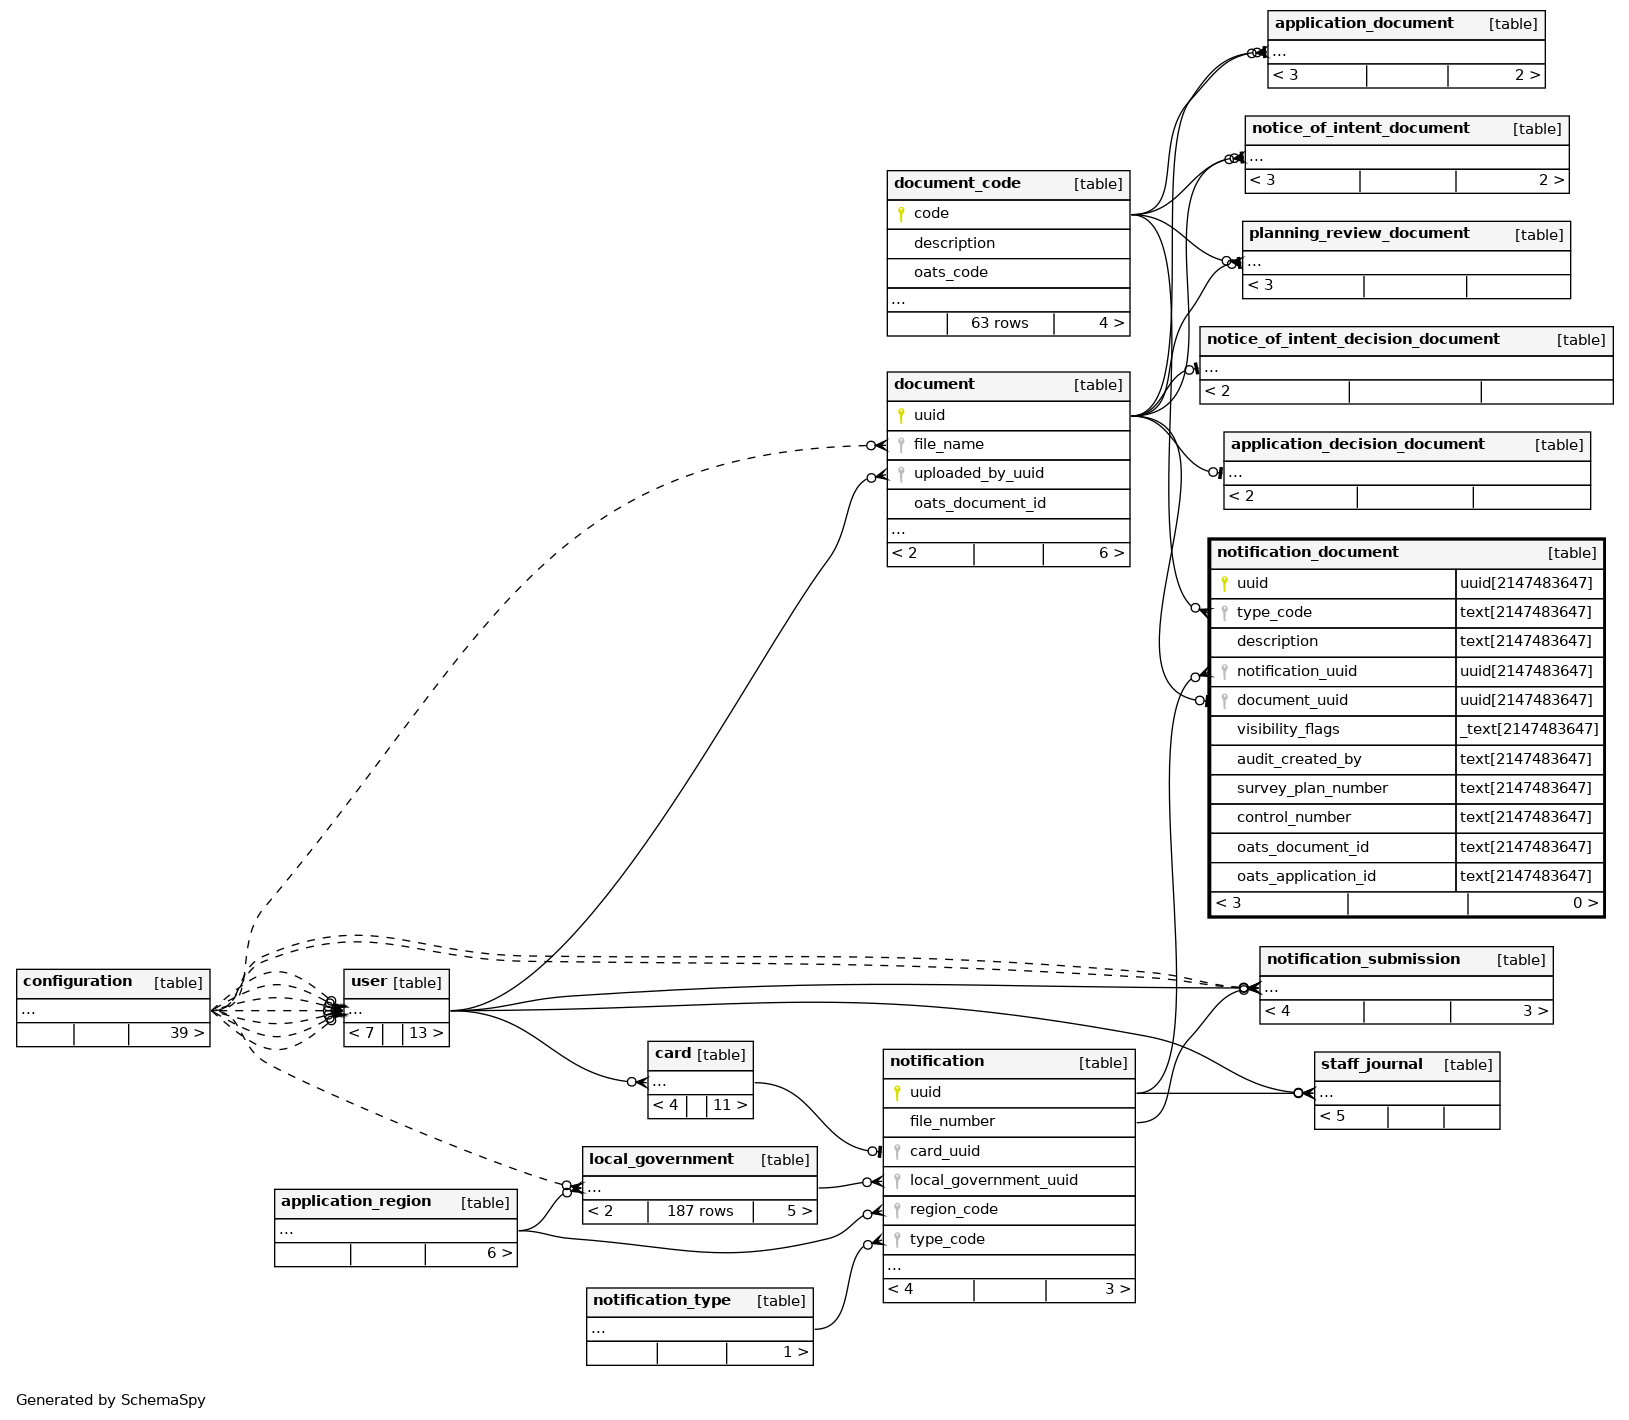 application_document [table]
...
< 3 2 >
notice_of_intent_document [table]
...
< 3 2 >
document_code [table]
code
description
oats_code
...
63 rows 4 >
planning_review_document [table]
...
< 3
notice_of_intent_decision_document [table]
...
< 2
document [table]
uuid
file_name
uploaded_by_uuid
oats_document_id
...
< 2 6 >
application_decision_document [table]
...
< 2
notification_document [table]
uuid uuid[2147483647]
type_code text[2147483647]
description text[2147483647]
notification_uuid uuid[2147483647]
document_uuid uuid[2147483647]
visibility_flags _text[2147483647]
audit_created_by text[2147483647]
survey_plan_number text[2147483647]
control_number text[2147483647]
oats_document_id text[2147483647]
oats_application_id text[2147483647]
< 3 0 >
configuration [table]
...
39 >
user [table]
...
< 7 13 >
notification_submission [table]
...
< 4 3 >
card [table]
...
< 4 11 >
notification [table]
uuid
file_number
card_uuid
local_government_uuid
region_code
type_code
...
< 4 3 >
staff_journal [table]
...
< 5
local_government [table]
...
< 2 187 rows 5 >
application_region [table]
...
6 >
notification_type [table]
...
1 >
Generated by SchemaSpy